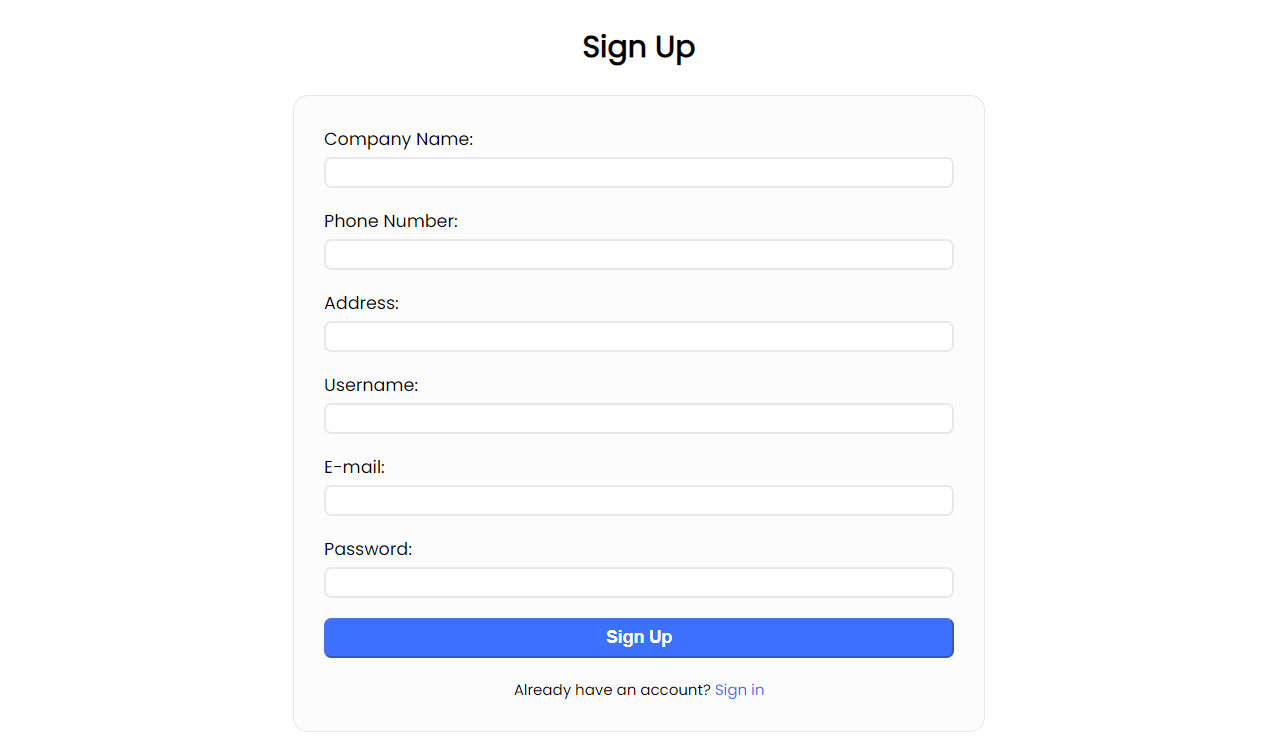 Sign Up
Company Name:
Phone Number:
Address:
Username:
E-mail:
Password:
Sign Up
Already have an account? Sign in